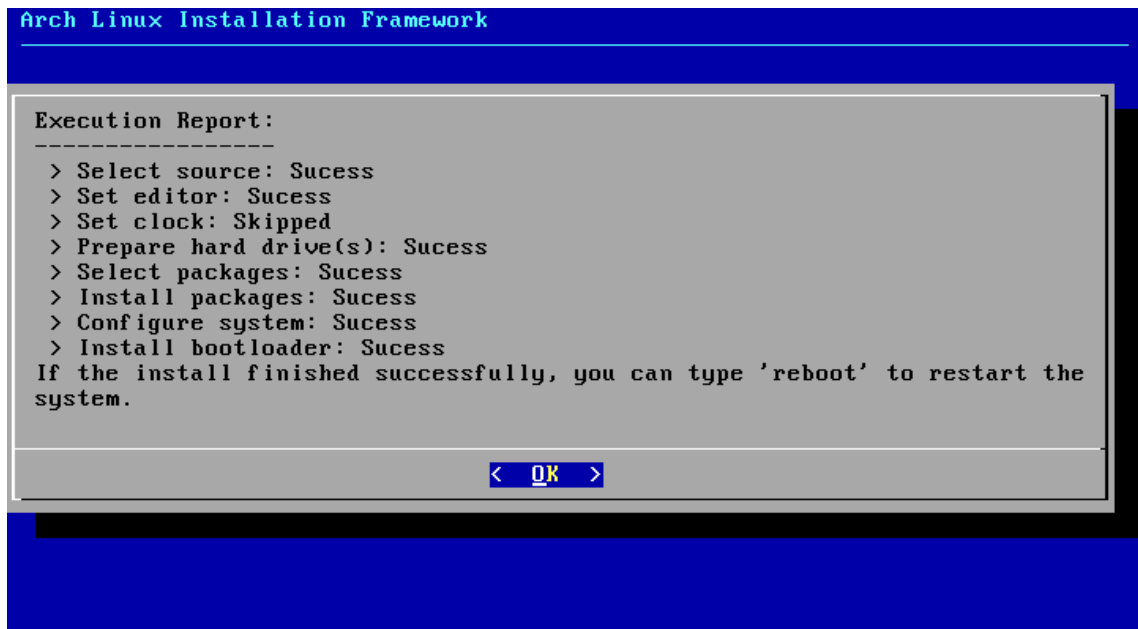 Arch Linux Installation Framework
Execution Report:
-----------------
> Select source: Sucess
> Set editor: Sucess
> Set clock: Skipped
> Prepare hard drive(s): Sucess
> Select packages: Sucess
> Install packages: Sucess
> Configure system: Sucess
> Install bootloader: Sucess
If the install finished successfully, you can type 'reboot' to restart the
system.
< OK >